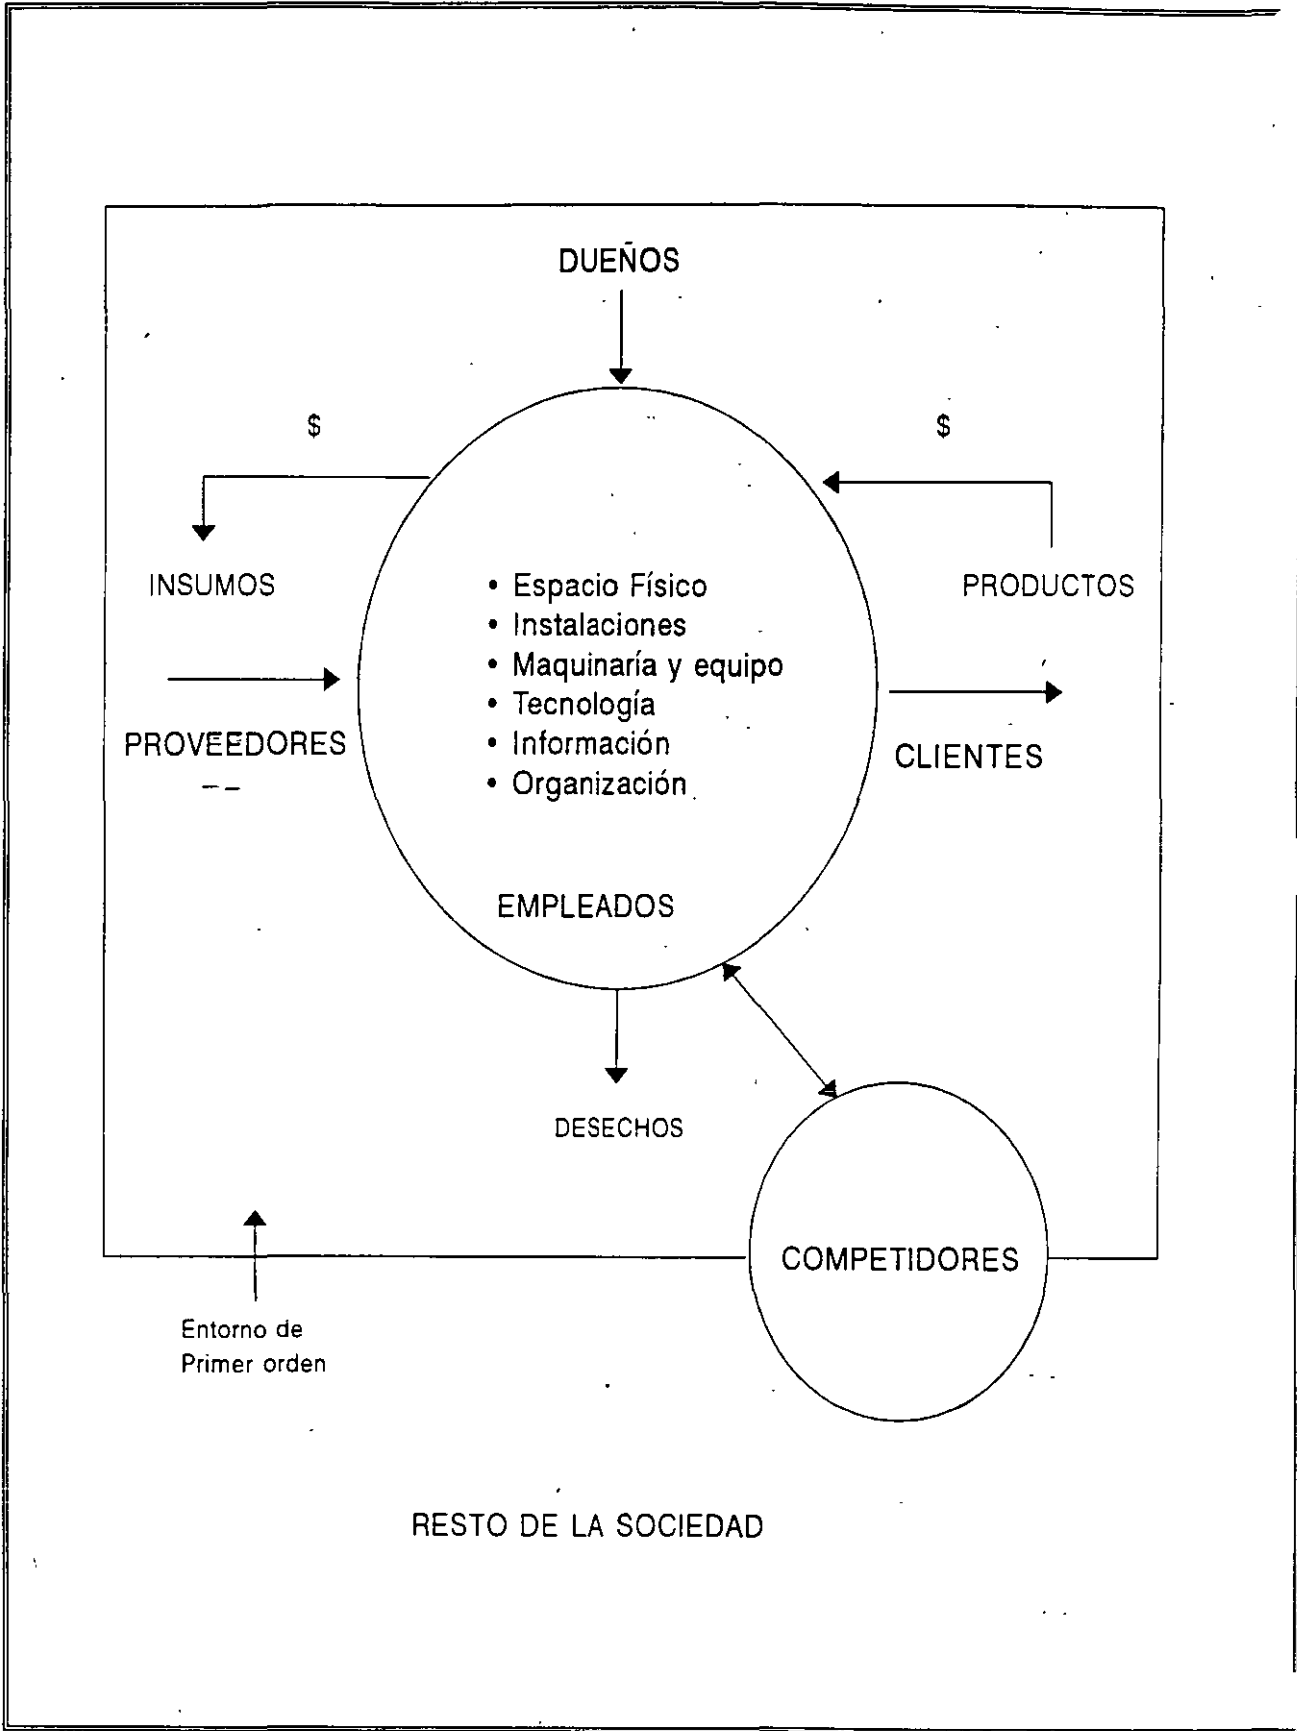 DUEÑOS
$
$
INSUMOS
PRODUCTOS
• Espacio Físico
• Instalaciones
• Maquinaría y equipo
• Tecnología
• Información
• Organización
PROVEEDORES
CLIENTES
EMPLEADOS
DESECHOS
COMPETIDORES
Entorno de
Primer orden
RESTO DE LA SOCIEDAD